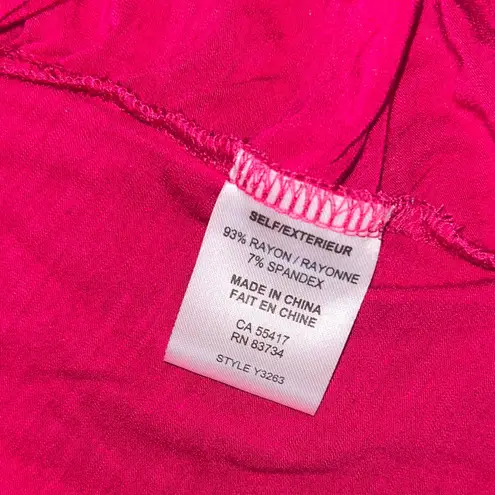 SELF/EXTERIEUR
93% RAYON / RAYONNE
7% SPANDEX
MADE IN CHINA
FAIT EN CHINE
CA 55417
RN 83734
STYLE Y3263